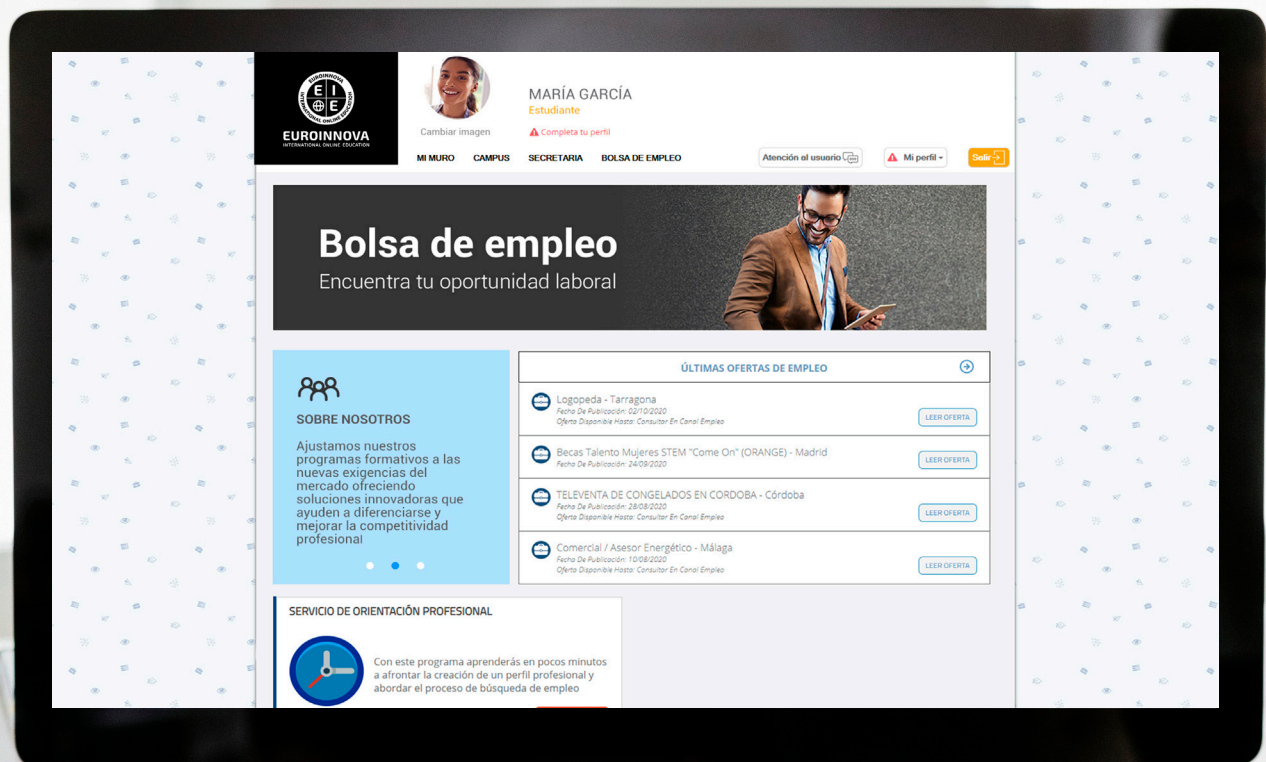 EUROINNOVA
INTERNATIONAL ONLINE EDUCATION
E I
E
EUROINNOVA
INTERNATIONAL ONLINE EDUCATION
Cambiar imagen
MARÍA GARCÍA
Estudiante
Completa tu perfil
MI MURO CAMPUS SECRETARIA BOLSA DE EMPLEO Atención al usuario Mi perfil Salir
Bolsa de empleo
Encuentra tu oportunidad laboral
SOBRE NOSOTROS
Ajustamos nuestros
programas formativos a las
nuevas exigencias del
mercado ofreciendo
soluciones innovadoras que
ayuden a diferenciarse y
mejorar la competitividad
profesional
ÚLTIMAS OFERTAS DE EMPLEO
Logopeda - Tarragona
Fecha De Publicación: 02/10/2020
Oferta Disponible Hasta: Consultar En Canal Empleo
LEER OFERTA
Becas Talento Mujeres STEM "Come On" (ORANGE) - Madrid
Fecha De Publicación: 24/09/2020
LEER OFERTA
TELEVENTA DE CONGELADOS EN CORDOBA - Córdoba
Fecha De Publicación: 28/08/2020
Oferta Disponible Hasta: Consultar En Canal Empleo
LEER OFERTA
Comercial / Asesor Energético - Málaga
Fecha De Publicación: 10/08/2020
Oferta Disponible Hasta: Consultar En Canal Empleo
LEER OFERTA
SERVICIO DE ORIENTACIÓN PROFESIONAL
Con este programa aprenderás en pocos minutos
a afrontar la creación de un perfil profesional y
abordar el proceso de búsqueda de empleo